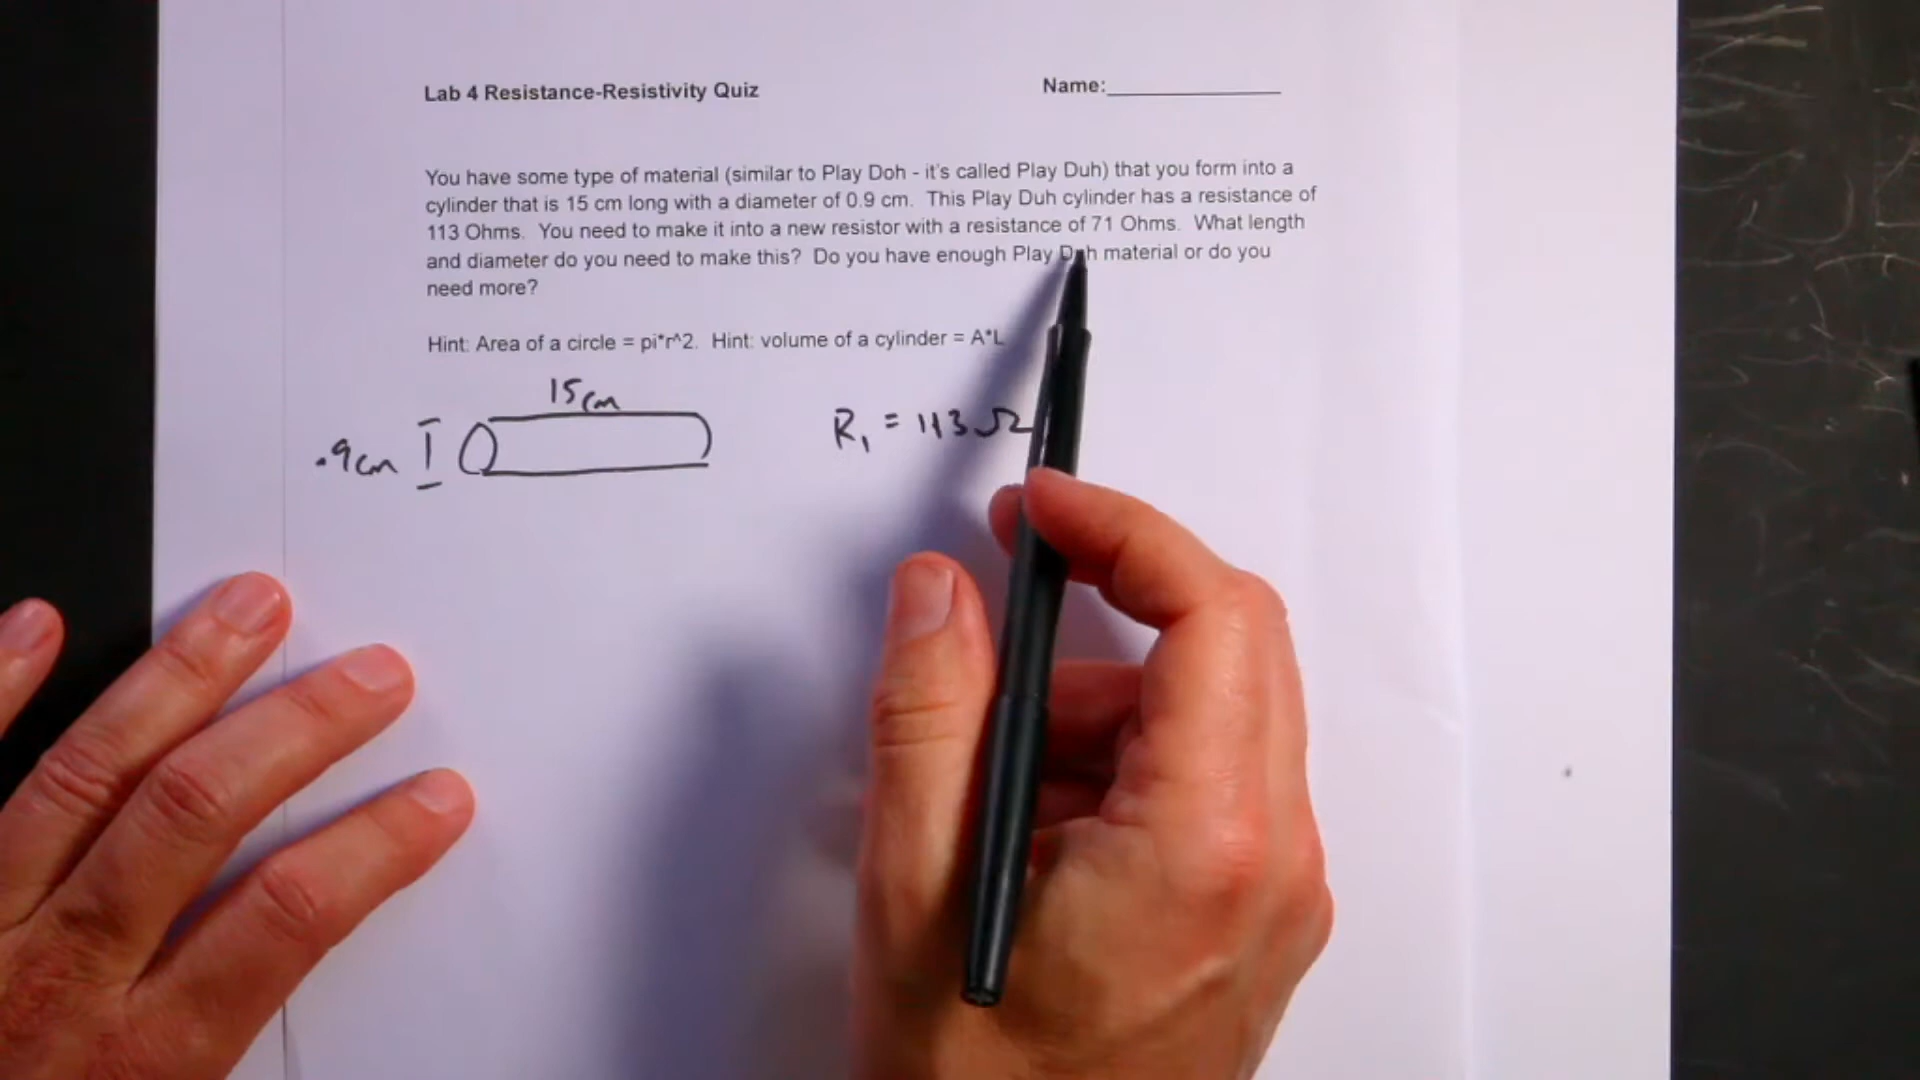 Lab 4 Resistance-Resistivity Quiz
Name:
You have some type of material (similar to Play Doh - it's called Play Duh) that you form into a
cylinder that is 15 cm long with a diameter of 0.9 cm. This Play Duh cylinder has a resistance of
113 Ohms. You need to make it into a new resistor with a resistance of 71 Ohms. What length
and diameter do you need to make this? Do you have enough Play Duh material or do you
need more?
Hint: Area of a circle = pi*r^2. Hint: volume of a cylinder = A*L
15cm
.9cm
R₁ = 113 Ω